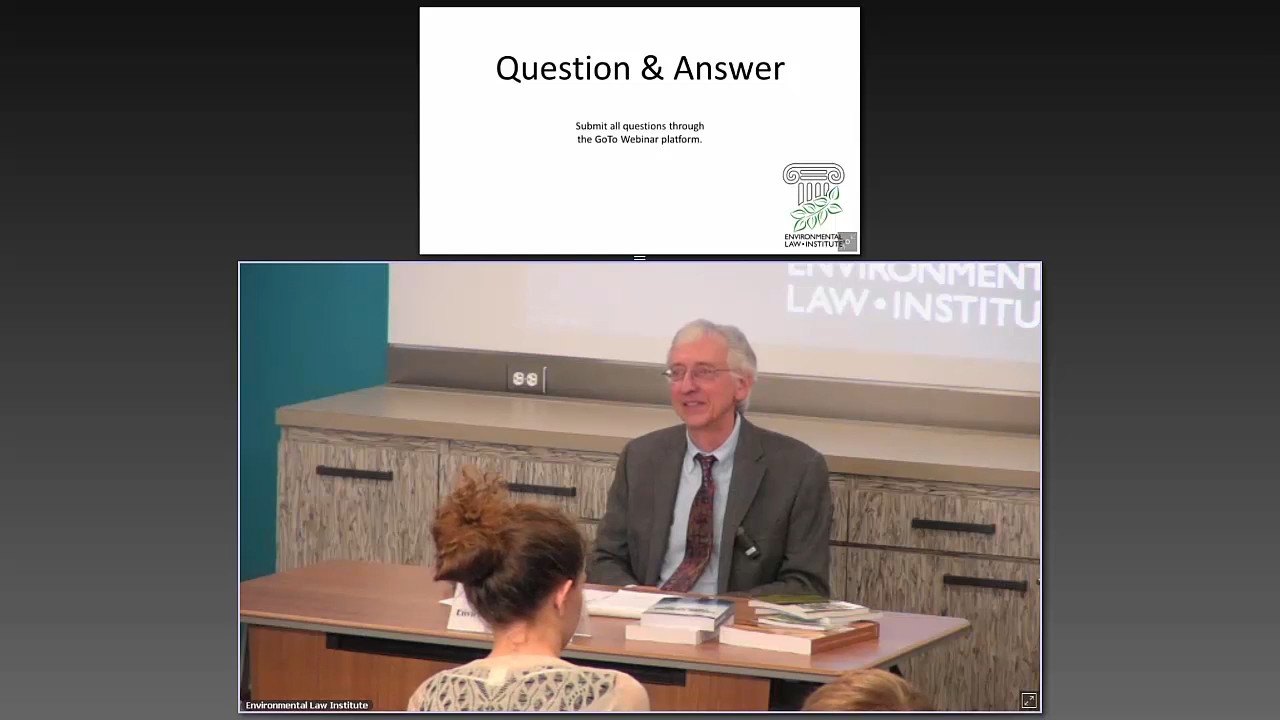 Question & Answer
Submit all questions through
the GoTo Webinar platform.
ENVIRONMENTAL
LAW•INSTITUTE
ENVIRONMENT
LAW•INSTITU
Environmental Law Institute